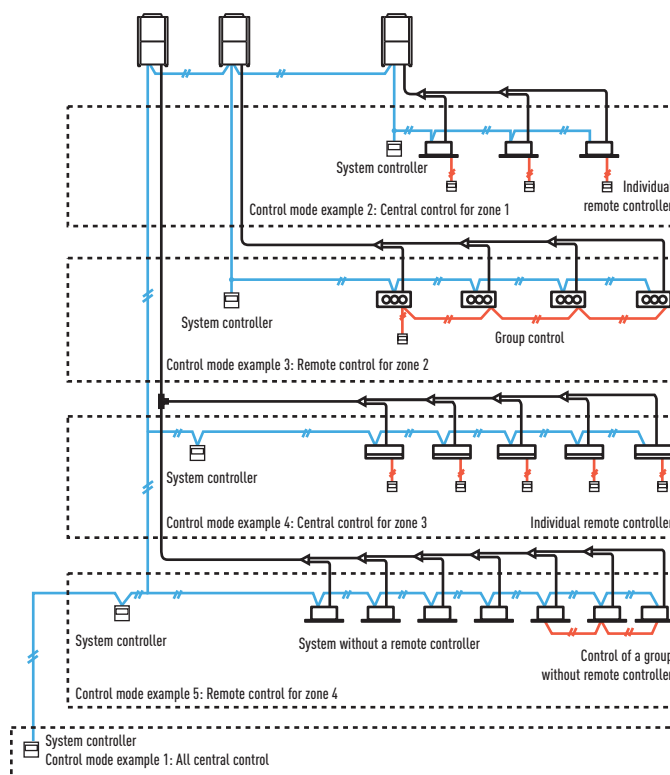 System controller
Individual
remote controller
Control mode example 2: Central control for zone 1
System controller
Group control
Control mode example 3: Remote control for zone 2
System controller
Control mode example 4: Central control for zone 3
Individual remote controller
System controller
System without a remote controller
Control of a group
without remote controller
Control mode example 5: Remote control for zone 4
System controller
Control mode example 1: All central control